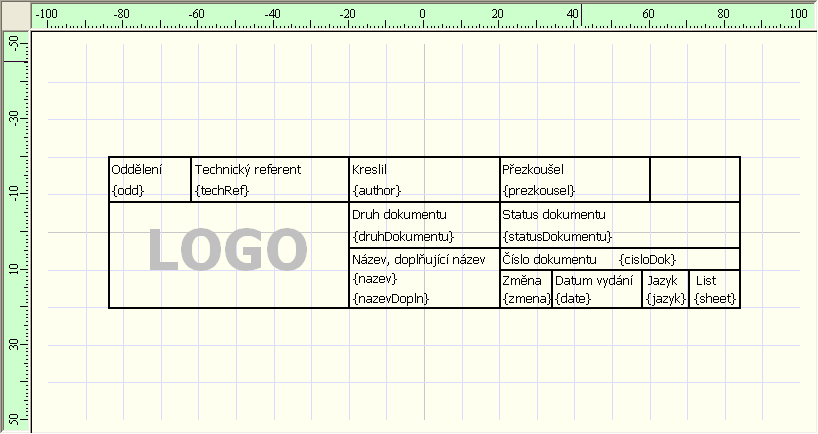 -100 -80 -60 -40 -20 0 20 40 60 80 100
-50
-30
-10
10
30
50
Oddělení Technický referent Kreslil Přezkoušel
{odd} {techRef} {author} {prezkousel}
LOGO
Druh dokumentu Status dokumentu
{druhDokumentu} {statusDokumentu}
Název, doplňující název Číslo dokumentu {cisloDok}
{nazev}
{nazevDopln}
Změna Datum vydání Jazyk List
{zmena} {date} {jazyk} {sheet}